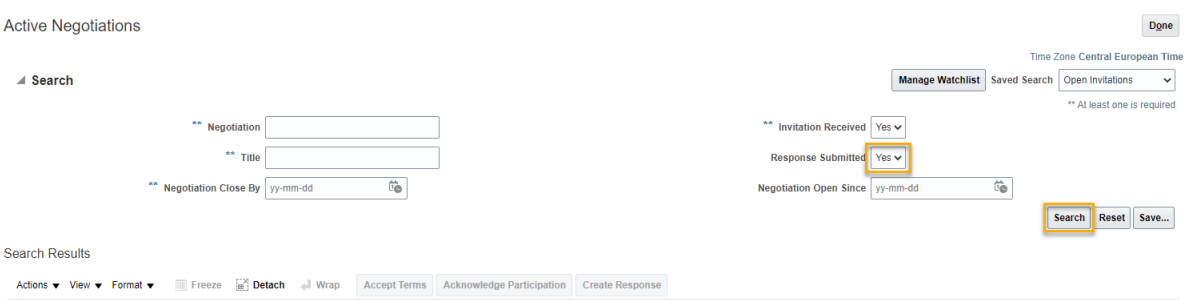 Active Negotiations
Done
Time Zone Central European Time
Search
Manage Watchlist Saved Search Open Invitations
** At least one is required
** Negotiation
** Invitation Received Yes
** Title
Response Submitted Yes
** Negotiation Close By yy-mm-dd
Negotiation Open Since yy-mm-dd
Search Reset Save...
Search Results
Actions View Format Freeze Detach Wrap Accept Terms Acknowledge Participation Create Response